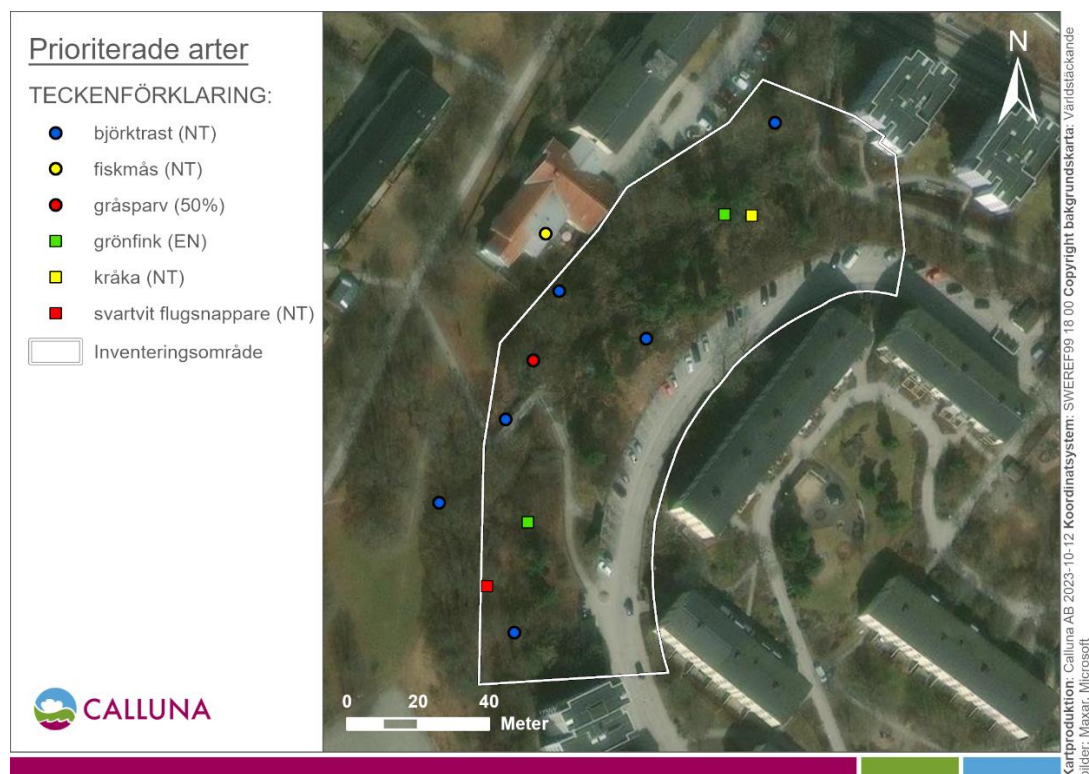 Prioriterade arter
TECKENFÖRKLARING:
björktrast (NT)
fiskmås (NT)
gråsparv (50%)
grönfink (EN)
kråka (NT)
svartvit flugsnappare (NT)
Inventeringsområde
CALLUNA
N
0 20 40
Meter
Kartproduktion: Calluna AB 2023-10-12 Koordinatsystem: SWEREF99 18 00 Copyright bakgrundskarta: Världstäckande
bilder: Maxar, Microsoft